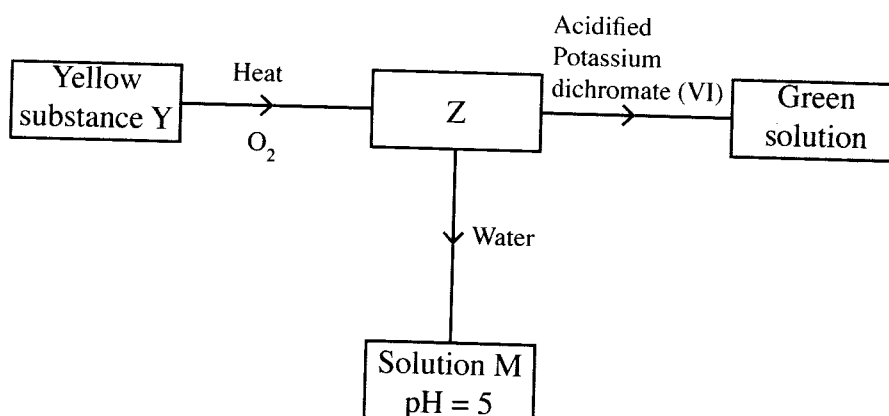 Yellow
substance Y
Heat
O₂
Z
Acidified
Potassium
dichromate (VI)
Green
solution
Water
Solution M
pH = 5